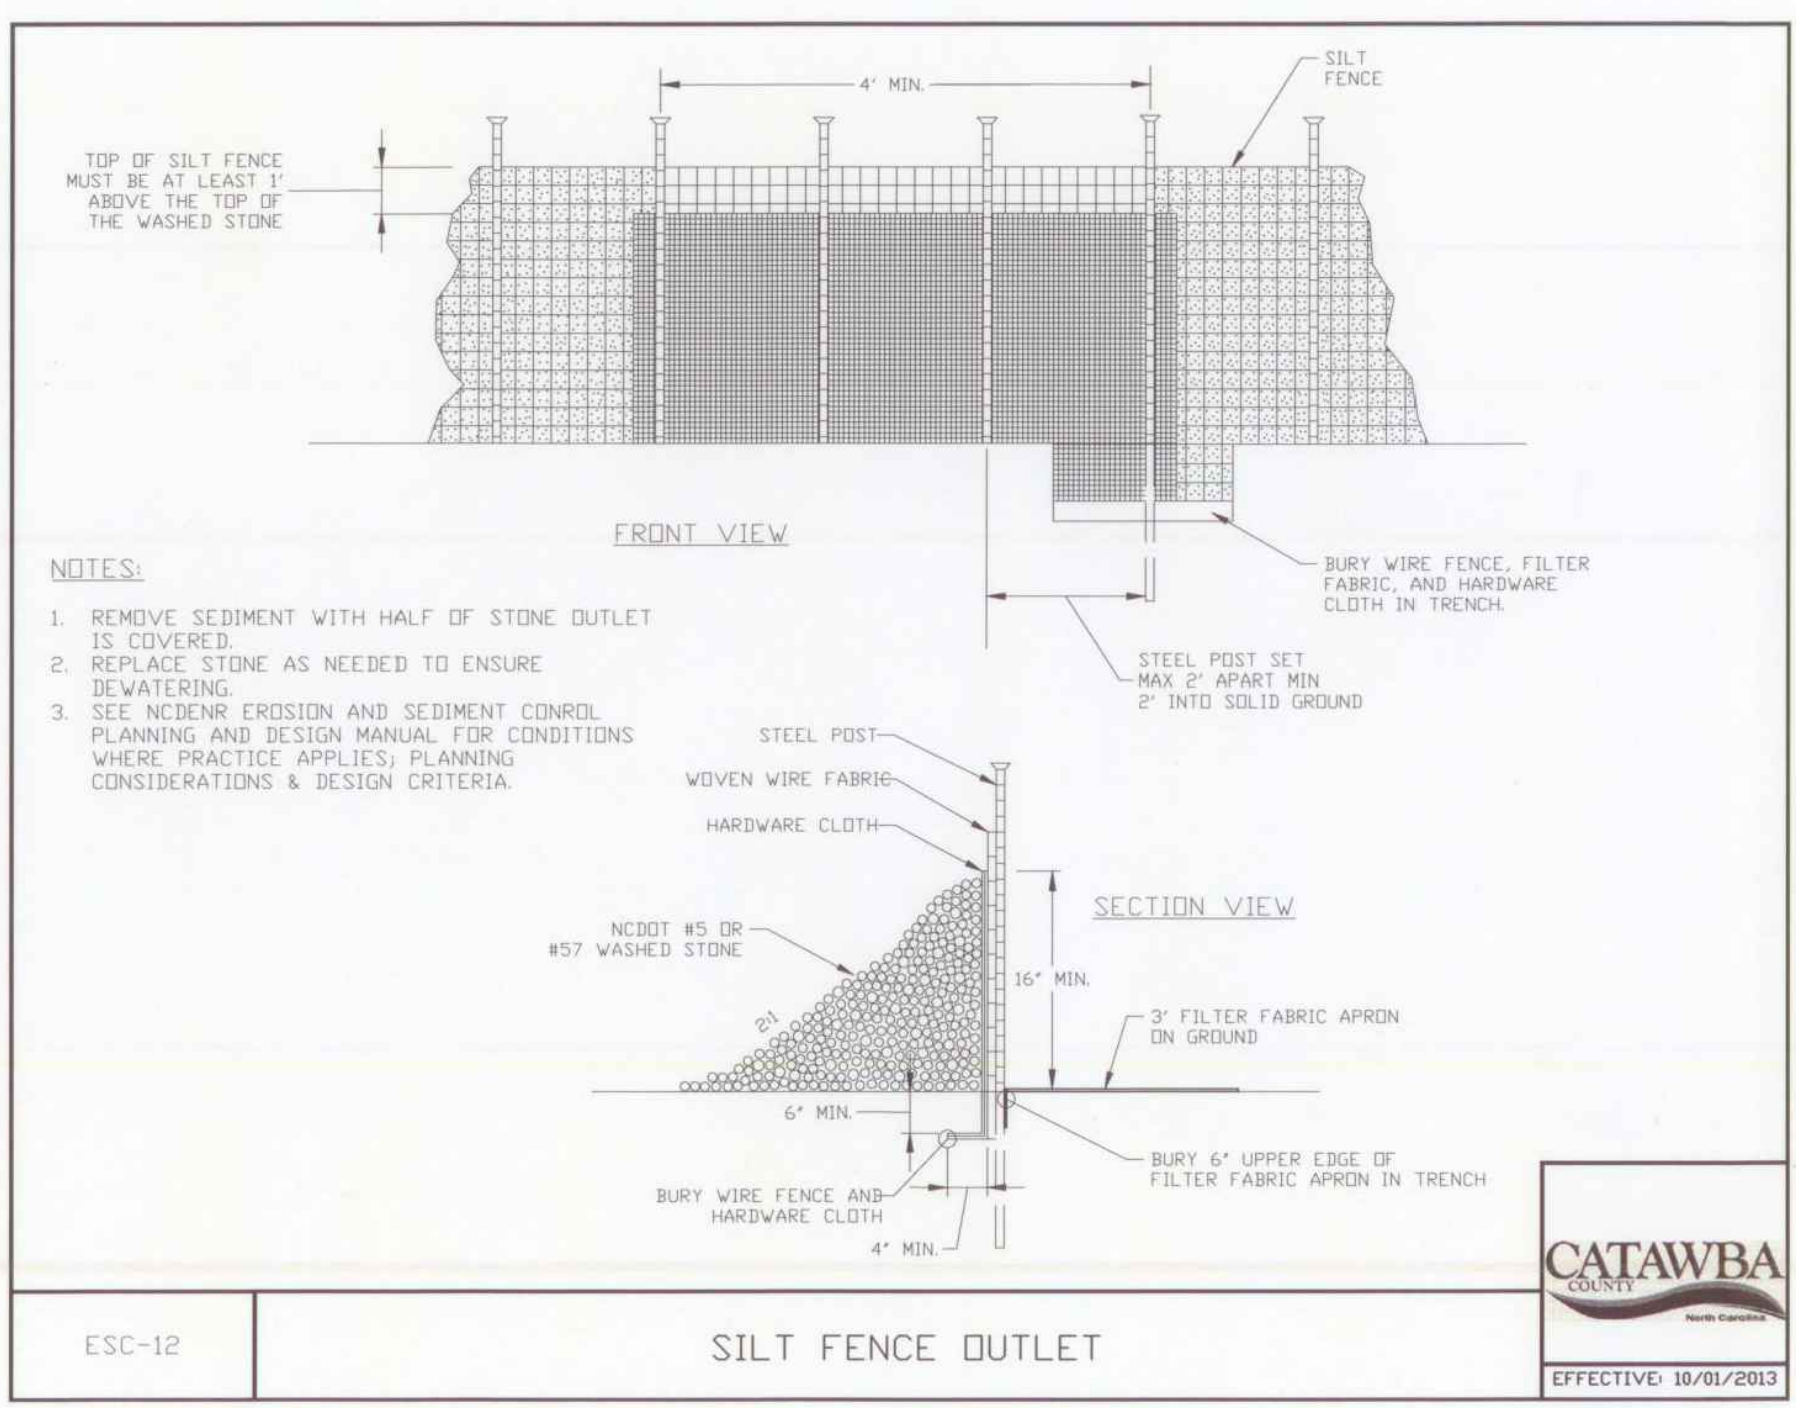 4' MIN.
SILT
FENCE
TOP OF SILT FENCE
MUST BE AT LEAST 1'
ABOVE THE TOP OF
THE WASHED STONE
FRONT VIEW
BURY WIRE FENCE, FILTER
FABRIC, AND HARDWARE
CLOTH IN TRENCH.
STEEL POST SET
MAX 2' APART MIN
2' INTO SOLID GROUND
NOTES:
1. REMOVE SEDIMENT WITH HALF OF STONE OUTLET
IS COVERED.
2. REPLACE STONE AS NEEDED TO ENSURE
DEWATERING.
3. SEE NCDENR EROSION AND SEDIMENT CONROL
PLANNING AND DESIGN MANUAL FOR CONDITIONS
WHERE PRACTICE APPLIES; PLANNING
CONSIDERATIONS & DESIGN CRITERIA.
STEEL POST
WOVEN WIRE FABRIC
HARDWARE CLOTH
SECTION VIEW
NCDOT #5 OR
#57 WASHED STONE
16" MIN.
2:1
3' FILTER FABRIC APRON
ON GROUND
6" MIN.
BURY 6" UPPER EDGE OF
FILTER FABRIC APRON IN TRENCH
BURY WIRE FENCE AND
HARDWARE CLOTH
4" MIN.
CATAWBA
COUNTY
North Carolina
ESC-12
SILT FENCE OUTLET
EFFECTIVE: 10/01/2013